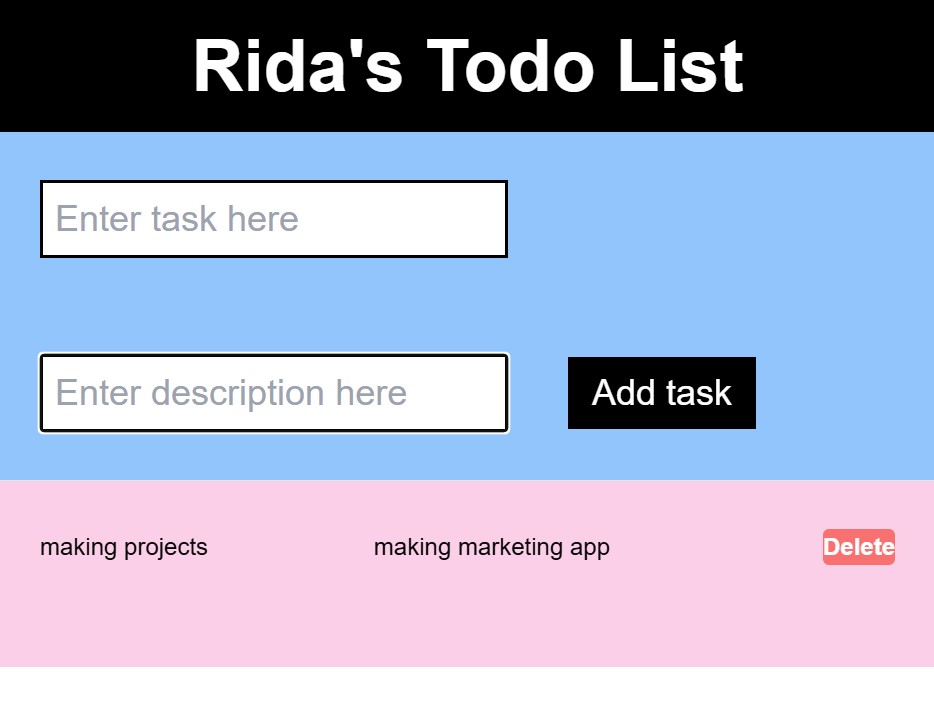 Rida's Todo List
Enter task here
Enter description here
Add task
making projects
making marketing app
Delete